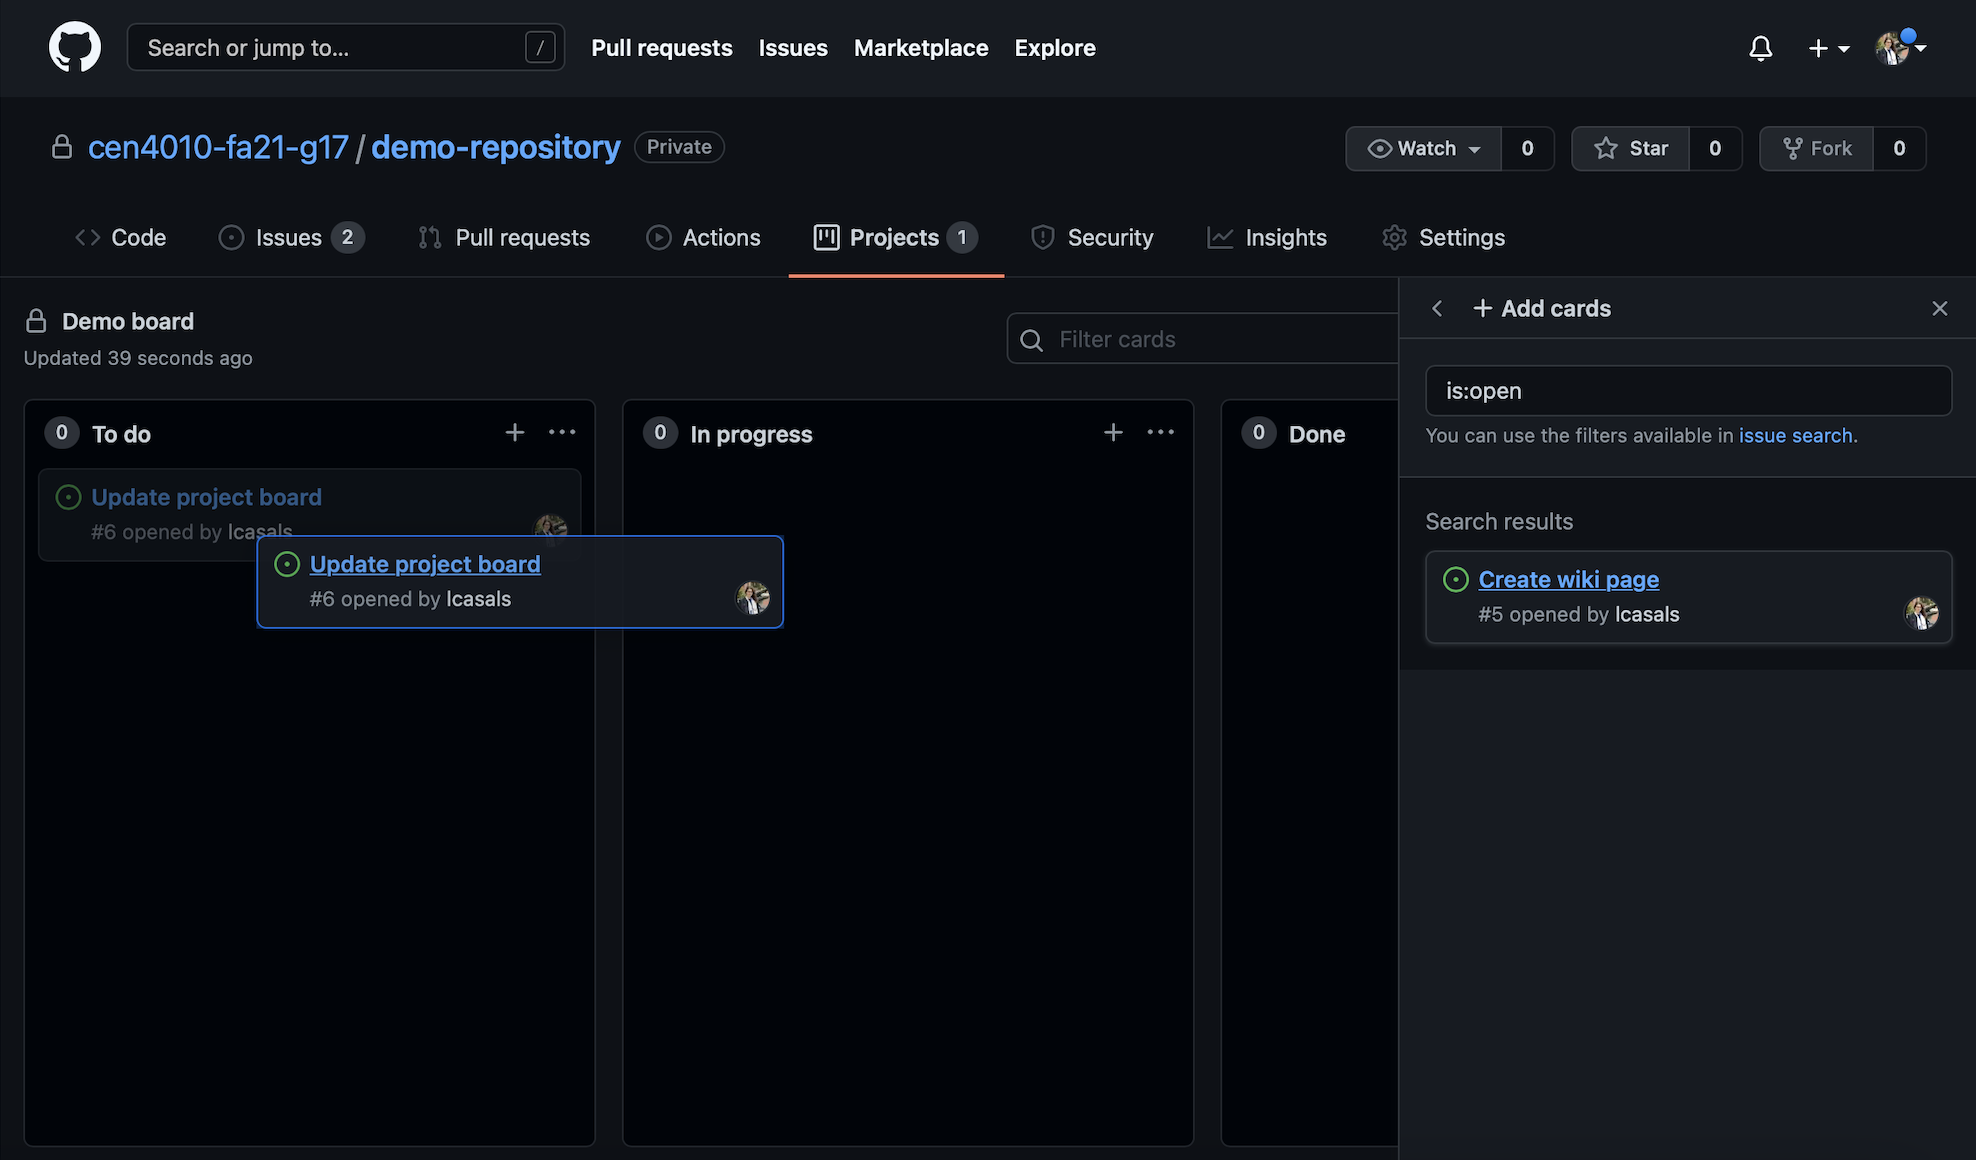 Search or jump to... /
Pull requests Issues Marketplace Explore
cen4010-fa21-g17 / demo-repository Private
Watch 0 Star 0 Fork 0
Code Issues 2 Pull requests Actions Projects 1 Security Insights Settings
Demo board
Updated 39 seconds ago
Filter cards
0 To do
Update project board
#6 opened by lcasals
Update project board
#6 opened by lcasals
0 In progress
0 Done
+ Add cards
is:open
You can use the filters available in issue search.
Search results
Create wiki page
#5 opened by lcasals